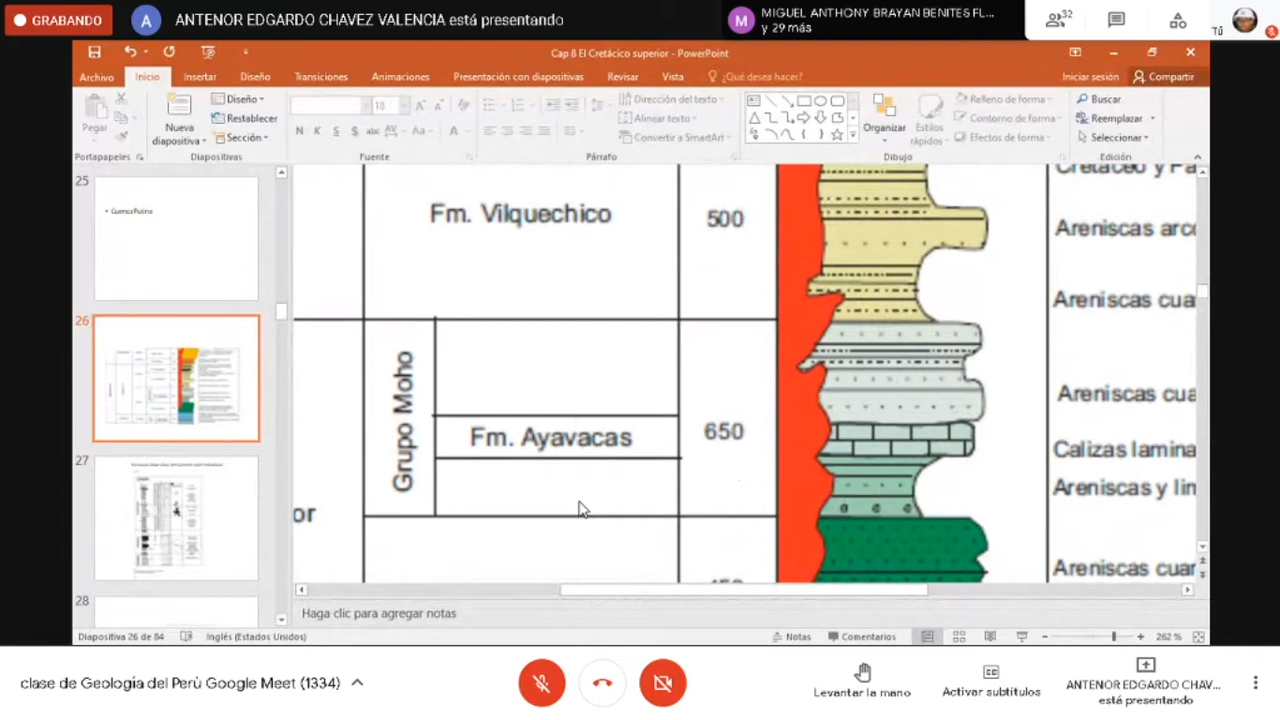 GRABANDO
A
ANTENOR EDGARDO CHAVEZ VALENCIA está presentando
M
MIGUEL ANTHONY BRAYAN BENITES FL...
y 29 más
32
Tú
Cap 8 El Cretácico superior - PowerPoint
Archivo Inicio Insertar Diseño Transiciones Animaciones Presentación con diapositivas Revisar Vista ¿Qué desea hacer? Iniciar sesión Compartir
Pegar
Nueva diapositiva
Diseño
Restablecer
Sección
18
N K S S abc AV Aa A
Dirección del texto
Alinear texto
Convertir a SmartArt
Organizar
Estilos rápidos
Relleno de forma
Contorno de forma
Efectos de forma
Buscar
Reemplazar
Seleccionar
Portapapeles Diapositivas Fuente Párrafo Dibujo Edición
25
• Cuenca Putina
26
27
28
Fm. Vilquechico
500
Grupo Moho
Fm. Ayavacas
650
or
Areniscas arc
Areniscas cua
Areniscas cua
Calizas lamina
Areniscas y lin
Areniscas cuar
Haga clic para agregar notas
Diapositiva 26 de 84 Inglés (Estados Unidos) Notas Comentarios 262 %
clase de Geología del Perú Google Meet (1334)
Levantar la mano
Activar subtítulos
ANTENOR EDGARDO CHAV...
está presentando